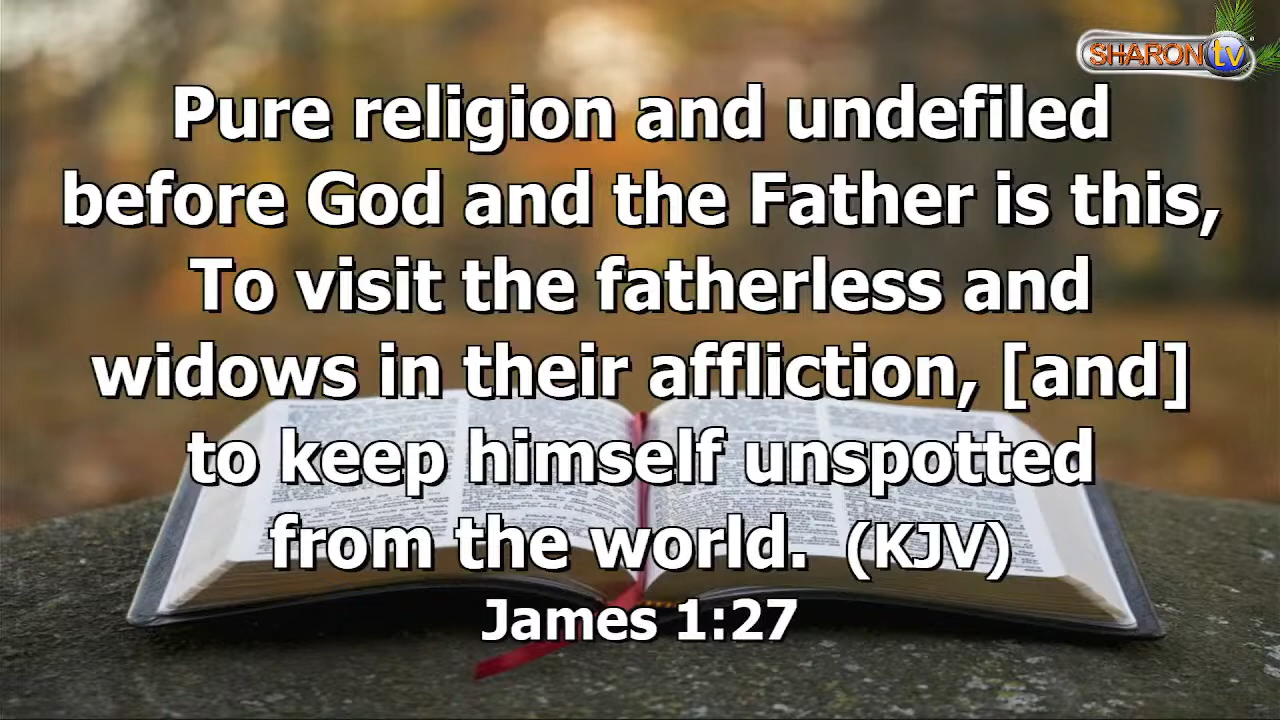 SHARON tv
Pure religion and undefiled
before God and the Father is this,
To visit the fatherless and
widows in their affliction, [and]
to keep himself unspotted
from the world. (KJV)
James 1:27